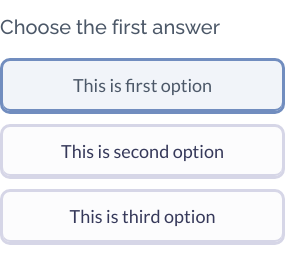 Choose the first answer
This is first option
This is second option
This is third option